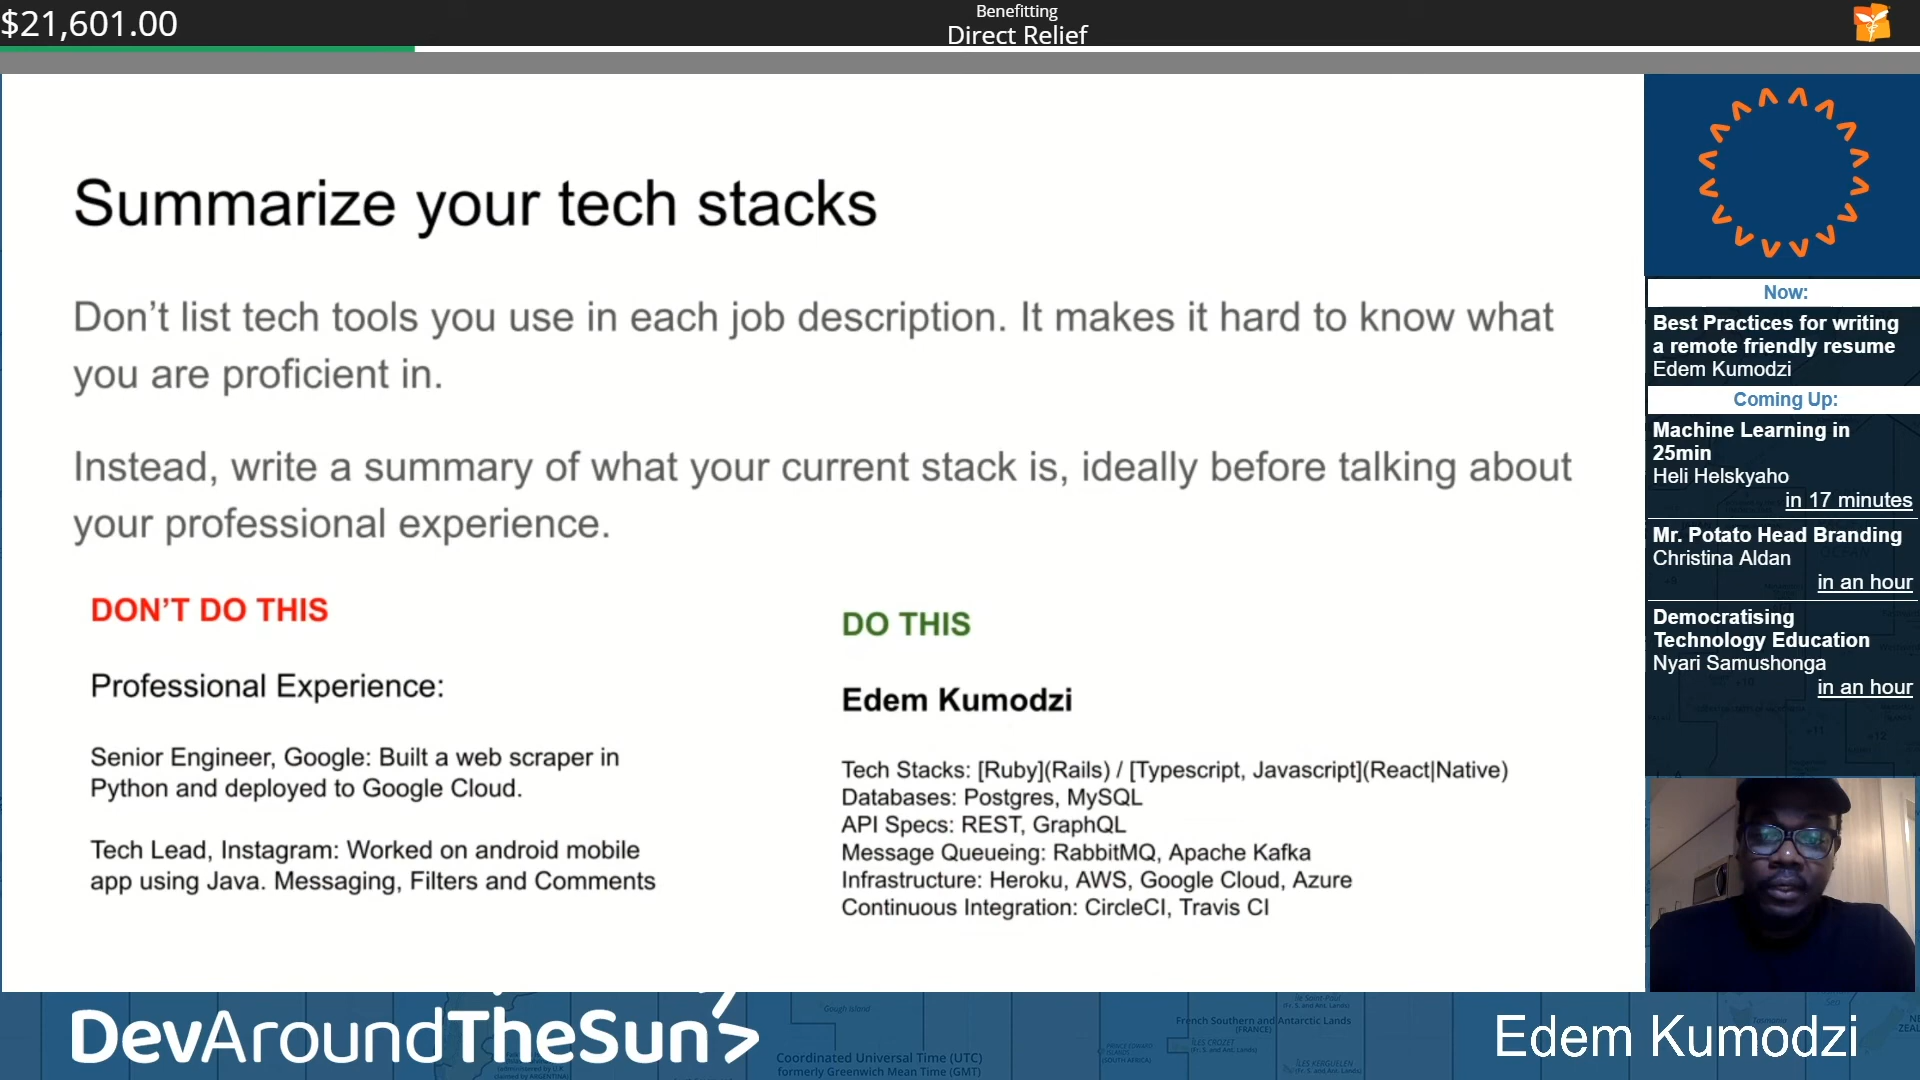 $21,601.00
Benefitting
Direct Relief
Summarize your tech stacks
Don’t list tech tools you use in each job description. It makes it hard to know what
you are proficient in.
Instead, write a summary of what your current stack is, ideally before talking about
your professional experience.
DON’T DO THIS
Professional Experience:
Senior Engineer, Google: Built a web scraper in
Python and deployed to Google Cloud.
Tech Lead, Instagram: Worked on android mobile
app using Java. Messaging, Filters and Comments
DO THIS
Edem Kumodzi
Tech Stacks: [Ruby](Rails) / [Typescript, Javascript](React|Native)
Databases: Postgres, MySQL
API Specs: REST, GraphQL
Message Queueing: RabbitMQ, Apache Kafka
Infrastructure: Heroku, AWS, Google Cloud, Azure
Continuous Integration: CircleCI, Travis CI
Now:
Best Practices for writing
a remote friendly resume
Edem Kumodzi
Coming Up:
Machine Learning in
25min
Heli Helskyaho
in 17 minutes
Mr. Potato Head Branding
Christina Aldan
in an hour
Democratising
Technology Education
Nyari Samushonga
in an hour
DevAroundTheSun
Gough Island
Coordinated Universal Time (UTC)
formerly Greenwich Mean Time (GMT)
French Southern and Antarctic Lands
(FRANCE)
Edem Kumodzi